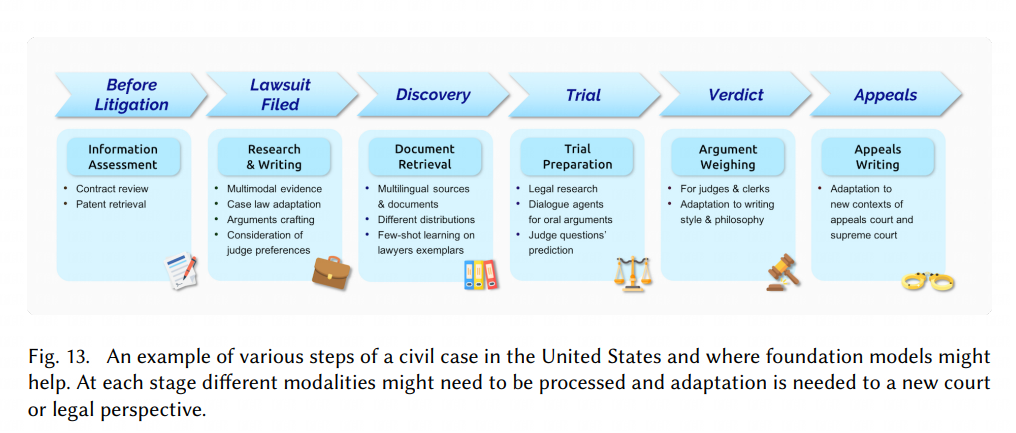 Before
Litigation
Lawsuit
Filed
Discovery
Trial
Verdict
Appeals
Information
Assessment
• Contract review
• Patent retrieval
Research
& Writing
• Multimodal evidence
• Case law adaptation
• Arguments crafting
• Consideration of
judge preferences
Document
Retrieval
• Multilingual sources
& documents
• Different distributions
• Few-shot learning on
lawyers exemplars
Trial
Preparation
• Legal research
• Dialogue agents
for oral arguments
• Judge questions'
prediction
Argument
Weighing
• For judges & clerks
• Adaptation to writing
style & philosophy
Appeals
Writing
• Adaptation to
new contexts of
appeals court and
supreme court
Fig. 13. An example of various steps of a civil case in the United States and where foundation models might
help. At each stage different modalities might need to be processed and adaptation is needed to a new court
or legal perspective.